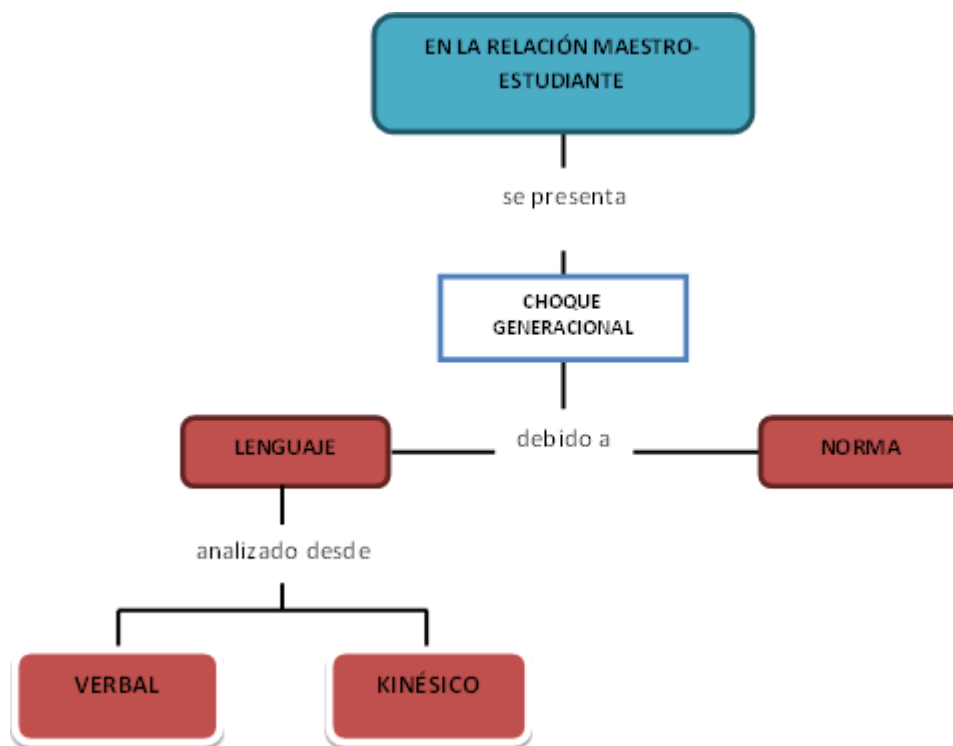 EN LA RELACIÓN MAESTRO-
ESTUDIANTE
se presenta
CHOQUE
GENERACIONAL
debido a
LENGUAJE
NORMA
analizado desde
VERBAL
KINÉSICO